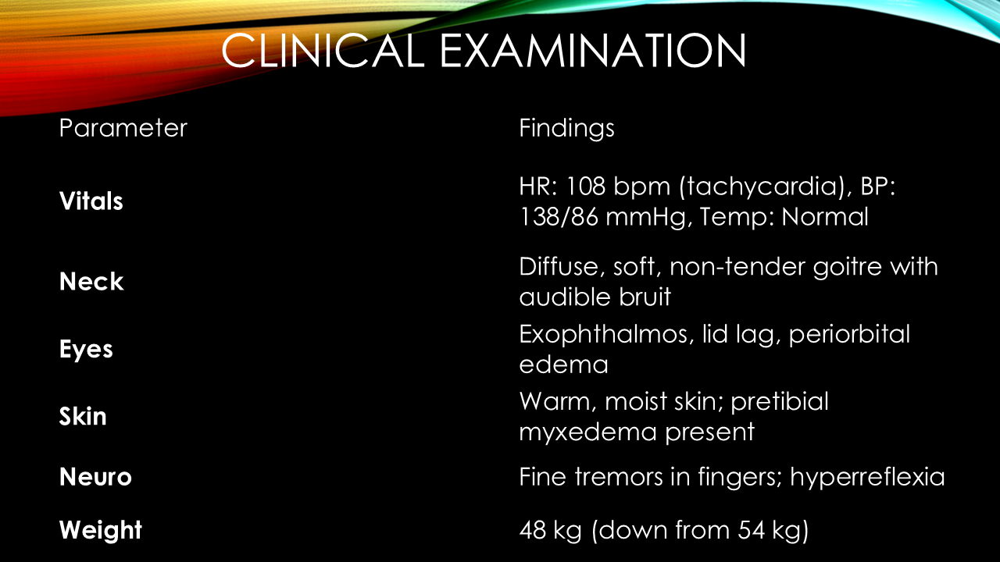 CLINICAL EXAMINATION
Parameter
Findings
Vitals
HR: 108 bpm (tachycardia), BP:
138/86 mmHg, Temp: Normal
Neck
Diffuse, soft, non-tender goitre with
audible bruit
Eyes
Exophthalmos, lid lag, periorbital
edema
Skin
Warm, moist skin; pretibial
myxedema present
Neuro
Fine tremors in fingers; hyperreflexia
Weight
48 kg (down from 54 kg)